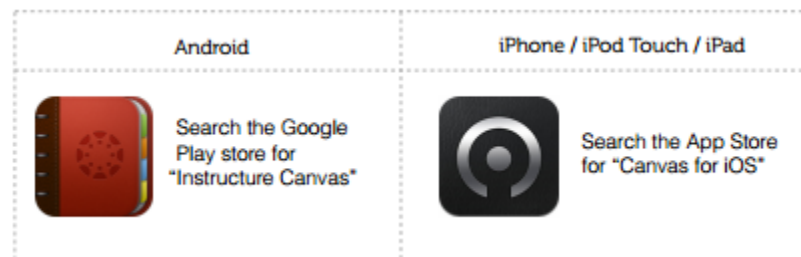 Android
iPhone / iPod Touch / iPad
Search the Google
Play store for
"Instructure Canvas"
Search the App Store
for "Canvas for iOS"